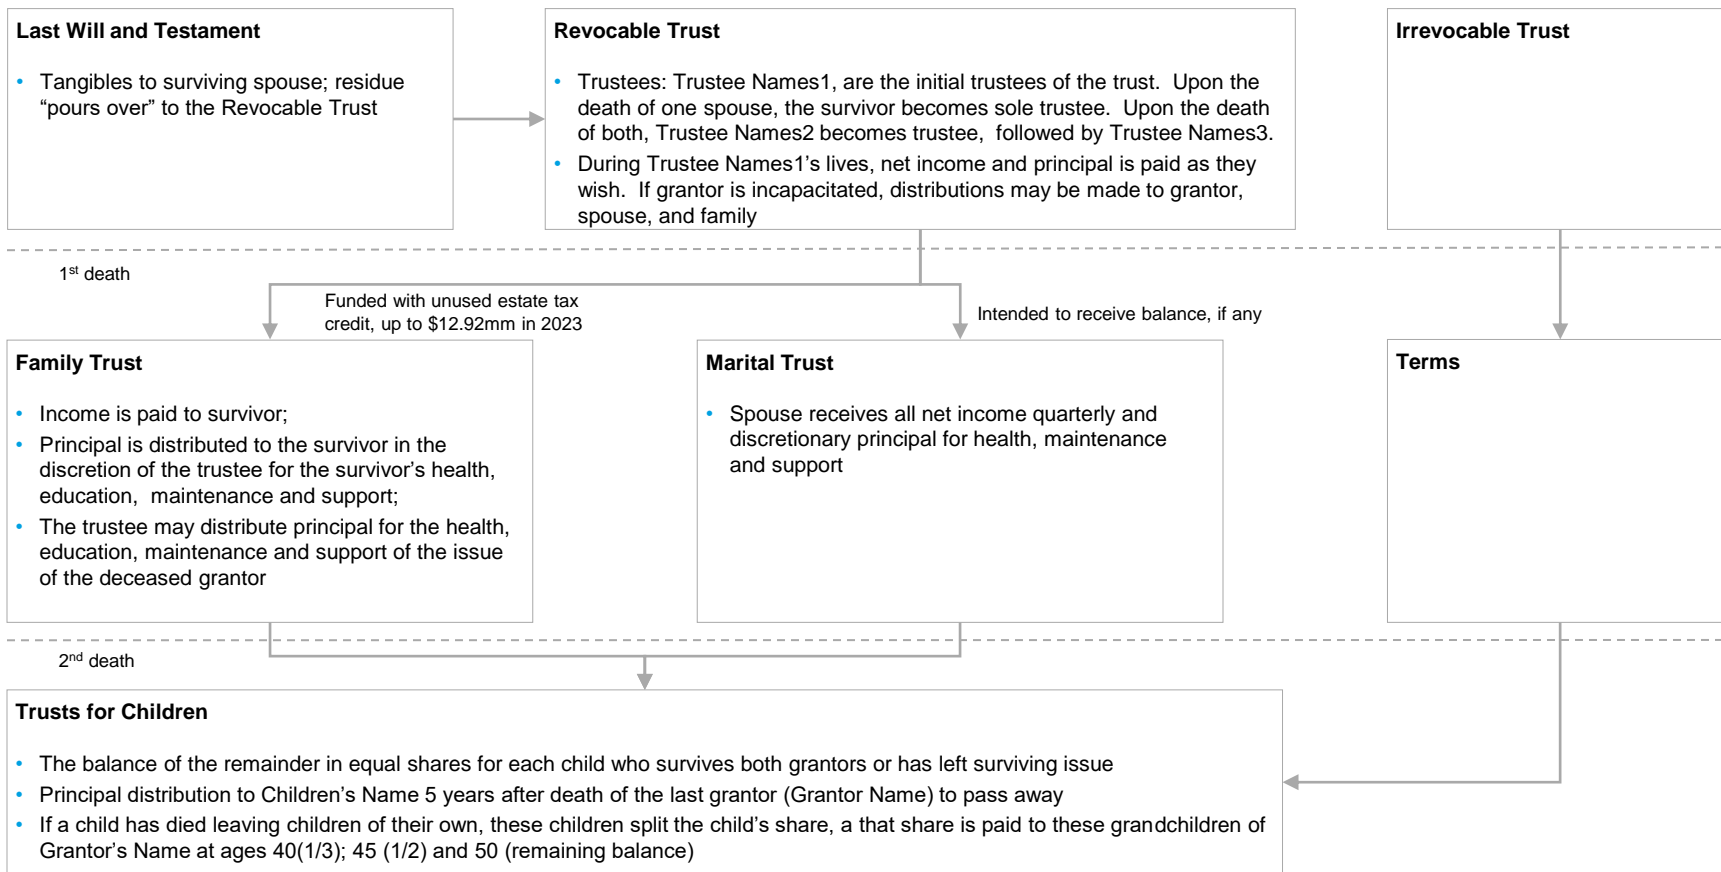 Last Will and Testament
• Tangibles to surviving spouse; residue
“pours over” to the Revocable Trust
Revocable Trust
• Trustees: Trustee Names1, are the initial trustees of the trust. Upon the
death of one spouse, the survivor becomes sole trustee. Upon the death
of both, Trustee Names2 becomes trustee, followed by Trustee Names3.
• During Trustee Names1’s lives, net income and principal is paid as they
wish. If grantor is incapacitated, distributions may be made to grantor,
spouse, and family
Irrevocable Trust
1st death
Funded with unused estate tax
credit, up to $12.92mm in 2023
Intended to receive balance, if any
Family Trust
• Income is paid to survivor;
• Principal is distributed to the survivor in the
discretion of the trustee for the survivor’s health,
education, maintenance and support;
• The trustee may distribute principal for the health,
education, maintenance and support of the issue
of the deceased grantor
Marital Trust
• Spouse receives all net income quarterly and
discretionary principal for health, maintenance
and support
Terms
2nd death
Trusts for Children
• The balance of the remainder in equal shares for each child who survives both grantors or has left surviving issue
• Principal distribution to Children’s Name 5 years after death of the last grantor (Grantor Name) to pass away
• If a child has died leaving children of their own, these children split the child’s share, a that share is paid to these grandchildren of
Grantor’s Name at ages 40(1/3); 45 (1/2) and 50 (remaining balance)